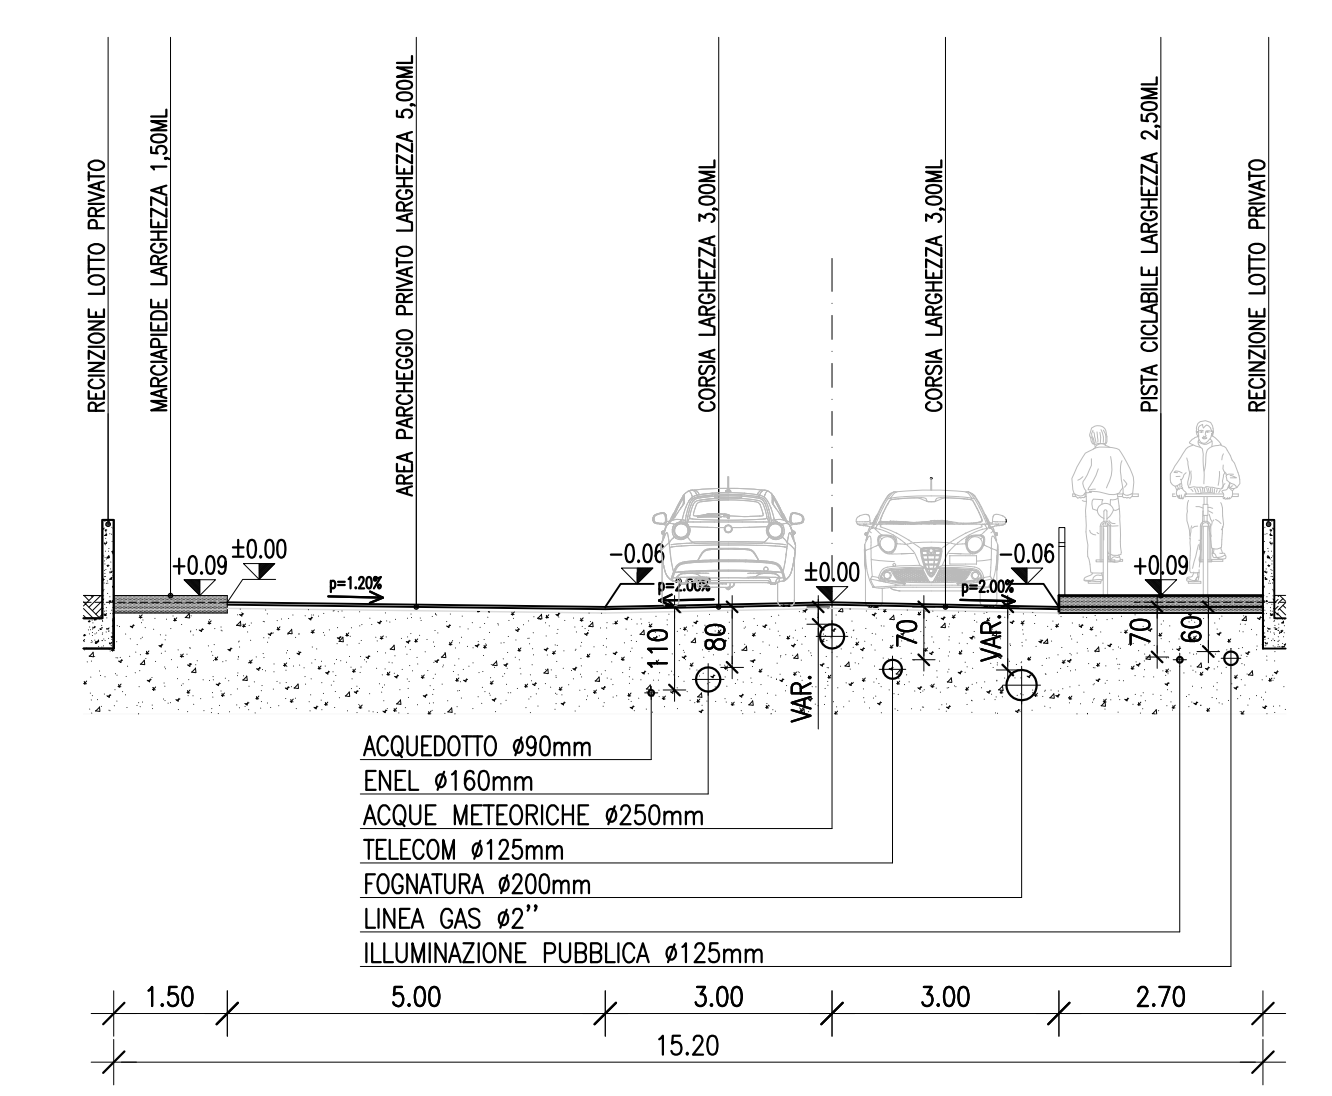 RECINZIONE LOTTO PRIVATO
MARCIAPIEDE LARGHEZZA 1,50ML
AREA PARCHEGGIO PRIVATO LARGHEZZA 5,00ML
CORSIA LARGHEZZA 3,00ML
CORSIA LARGHEZZA 3,00ML
PISTA CICLABILE LARGHEZZA 2,50ML
RECINZIONE LOTTO PRIVATO
+0.09
±0.00
p=1.20%
-0.06
p=2.00%
±0.00
p=2.00%
-0.06
+0.09
110
80
VAR.
70
VAR.
70
60
ACQUEDOTTO ø90mm
ENEL ø160mm
ACQUE METEORICHE ø250mm
TELECOM ø125mm
FOGNATURA ø200mm
LINEA GAS ø2’’
ILLUMINAZIONE PUBBLICA ø125mm
1.50 5.00 3.00 3.00 2.70
15.20